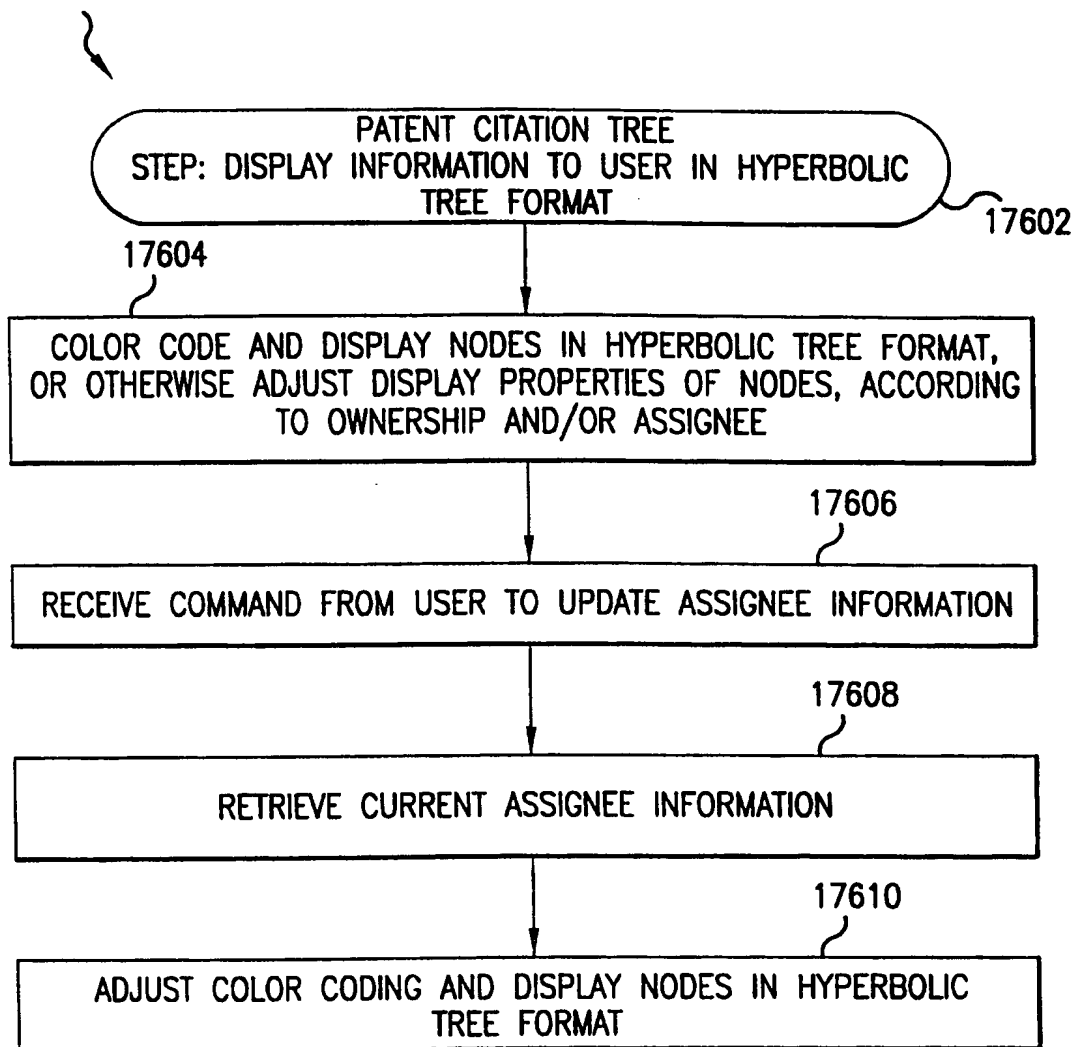 PATENT CITATION TREE
STEP: DISPLAY INFORMATION TO USER IN HYPERBOLIC
TREE FORMAT
17602
17604
COLOR CODE AND DISPLAY NODES IN HYPERBOLIC TREE FORMAT,
OR OTHERWISE ADJUST DISPLAY PROPERTIES OF NODES, ACCORDING
TO OWNERSHIP AND/OR ASSIGNEE
17606
RECEIVE COMMAND FROM USER TO UPDATE ASSIGNEE INFORMATION
17608
RETRIEVE CURRENT ASSIGNEE INFORMATION
17610
ADJUST COLOR CODING AND DISPLAY NODES IN HYPERBOLIC
TREE FORMAT